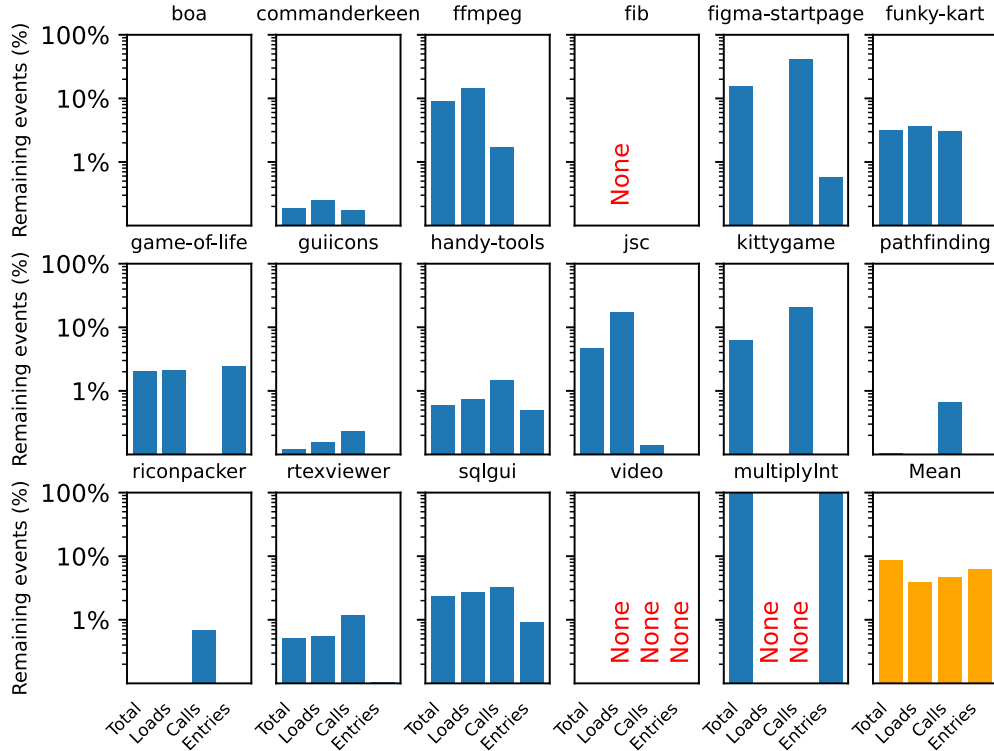 boa commanderkeen ffmpeg fib figma-startpage funky-kart
Remaining events (%)
100%
10%
1%
None
game-of-life guiicons handy-tools jsc kittygame pathfinding
Remaining events (%)
100%
10%
1%
riconpacker rtexviewer sqlgui video multiplyInt Mean
Remaining events (%)
100%
10%
1%
None None None None None
Total Loads Calls Entries Total Loads Calls Entries Total Loads Calls Entries Total Loads Calls Entries Total Loads Calls Entries Total Loads Calls Entries